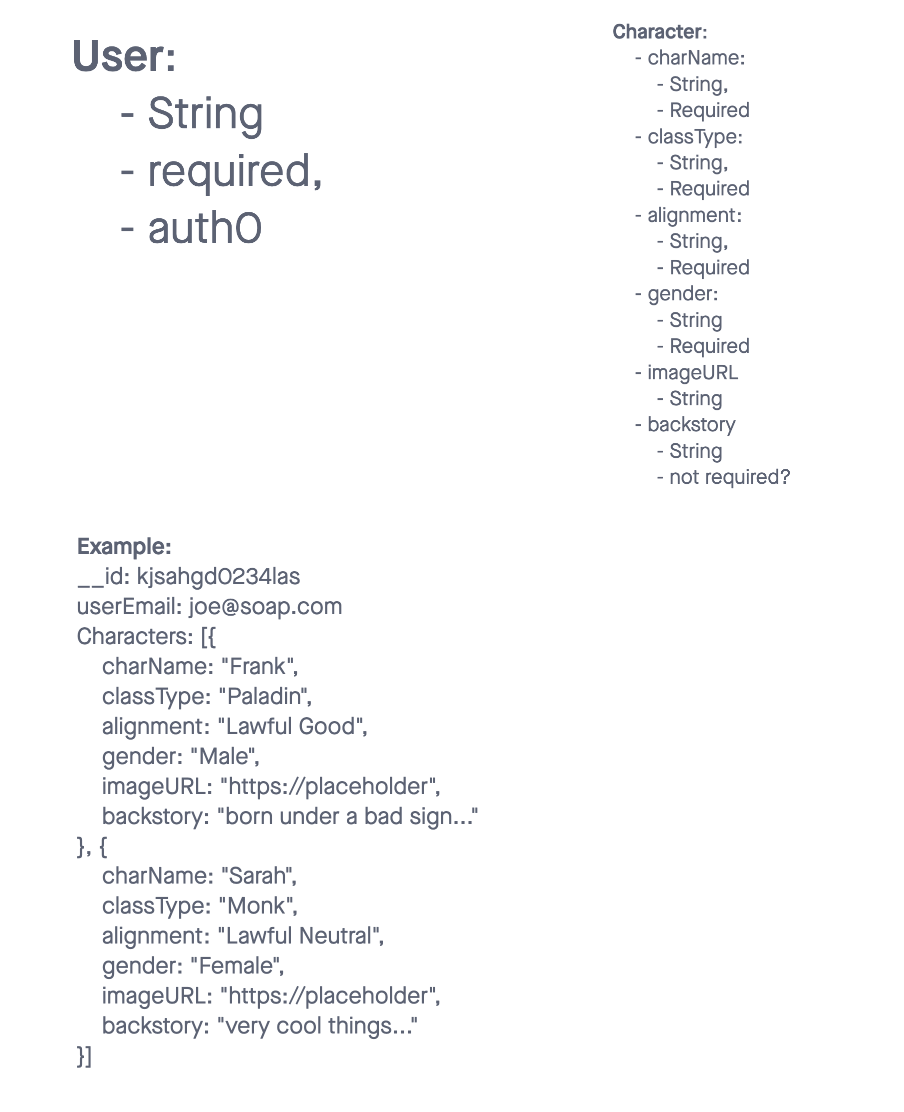 User:
- String
- required,
- auth0
Character:
- charName:
- String,
- Required
- classType:
- String,
- Required
- alignment:
- String,
- Required
- gender:
- String
- Required
- imageURL
- String
- backstory
- String
- not required?
Example:
__id: kjsahgd0234las
userEmail: joe@soap.com
Characters: [{
charName: "Frank",
classType: "Paladin",
alignment: "Lawful Good",
gender: "Male",
imageURL: "https://placeholder",
backstory: "born under a bad sign..."
}, {
charName: "Sarah",
classType: "Monk",
alignment: "Lawful Neutral",
gender: "Female",
imageURL: "https://placeholder",
backstory: "very cool things..."
}]